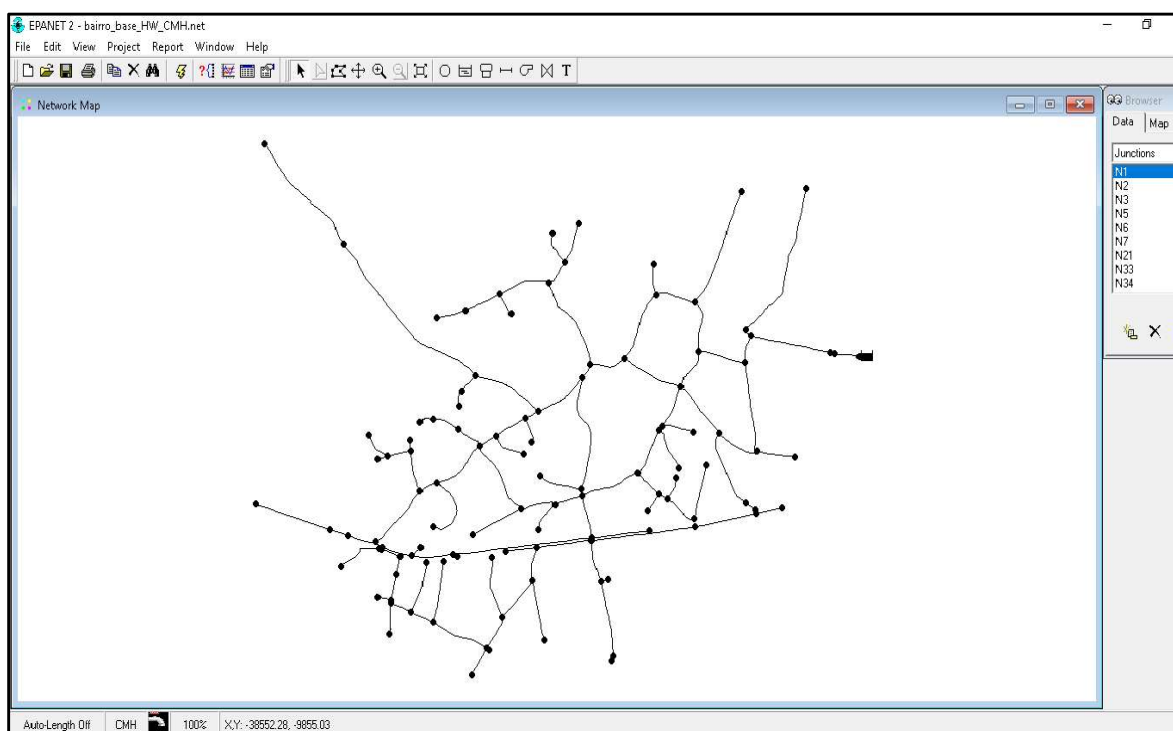 EPANET 2 - bairro_base_HW_CMH.net
File Edit View Project Report Window Help
T
Network Map
Browser
Data Map
Junctions
N1
N2
N3
N5
N6
N7
N21
N33
N34
Auto-Length Off CMH 100% X,Y: -38552.28, -9855.03